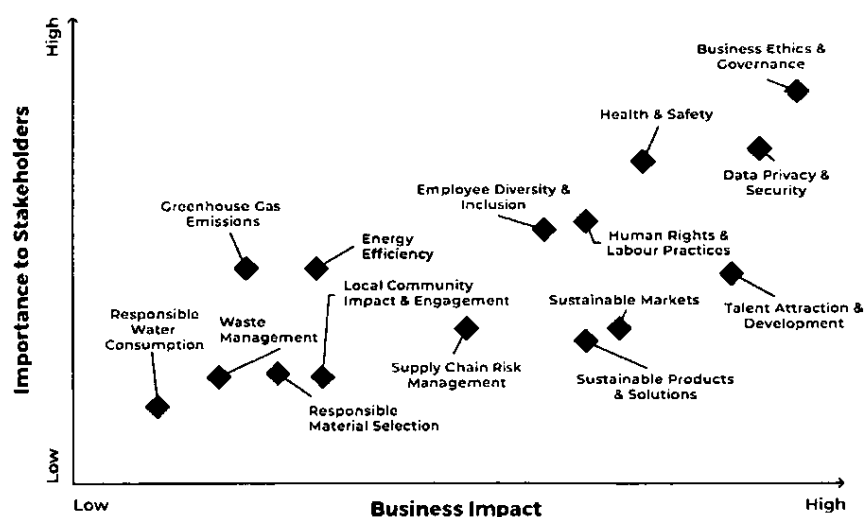 High
Importance to Stakeholders
Low
Business Ethics &
Governance
Health & Safety
Data Privacy &
Security
Employee Diversity &
Inclusion
Greenhouse Gas
Emissions
Energy
Efficiency
Human Rights &
Labour Practices
Local Community
Impact & Engagement
Sustainable Markets
Talent Attraction &
Development
Responsible
Water
Consumption
Waste
Management
Supply Chain Risk
Management
Sustainable Products
& Solutions
Responsible
Material Selection
Low
Business Impact
High